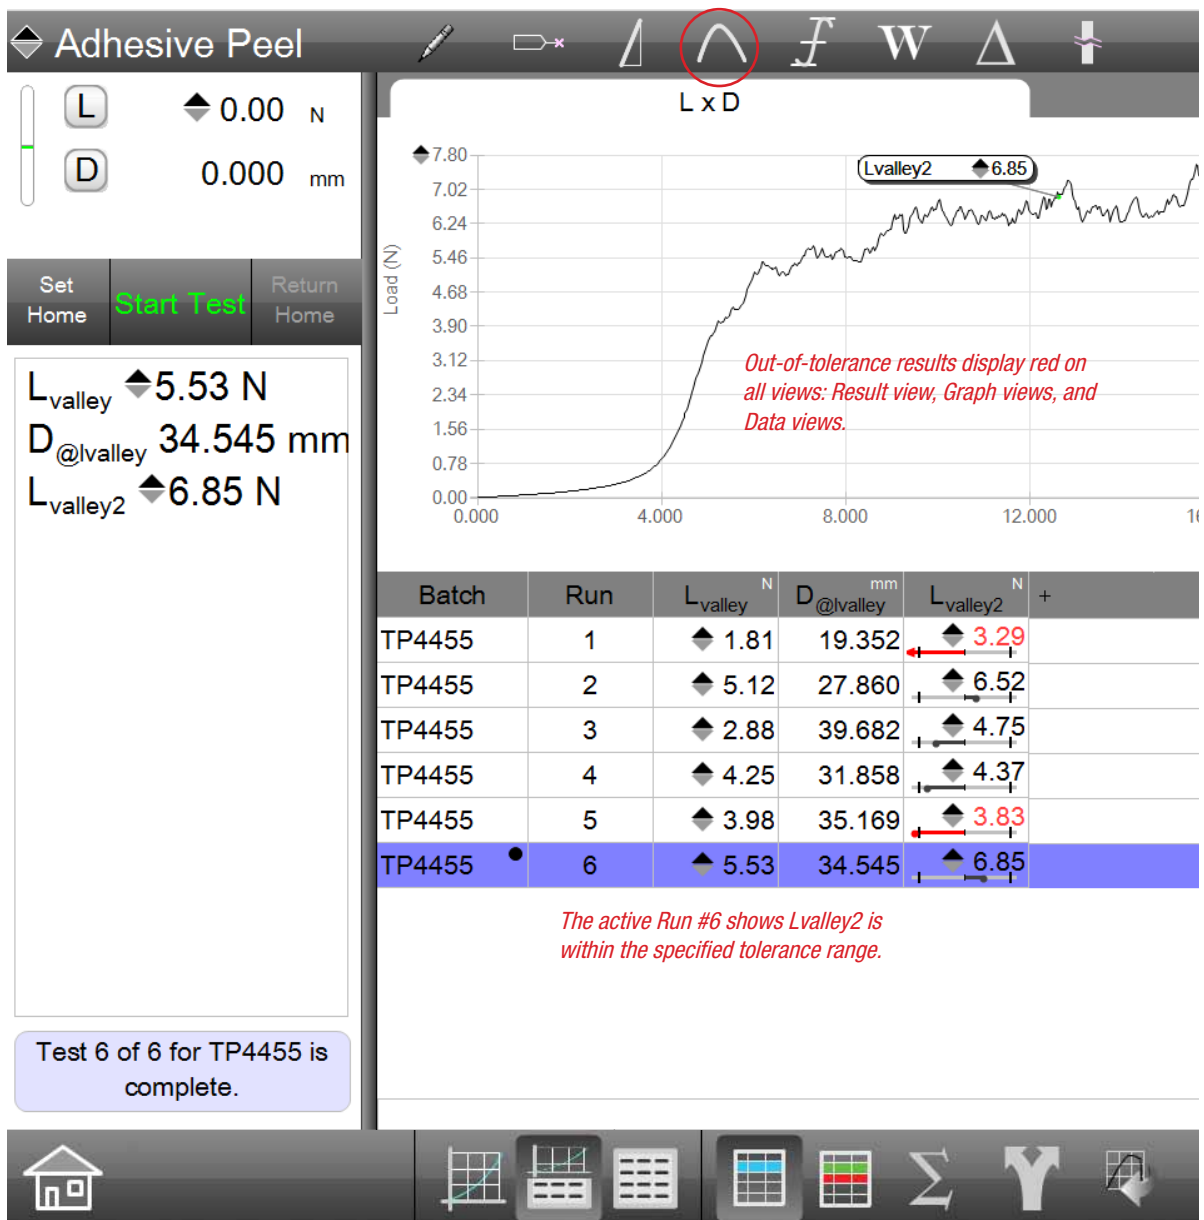 Adhesive Peel
W
L 0.00 N
D 0.000 mm
Set Home
Start Test
Return Home
Lvalley 5.53 N
D@lvalley 34.545 mm
Lvalley2 6.85 N
Test 6 of 6 for TP4455 is
complete.
L x D
Lvalley2 6.85
Load (N)
7.80
7.02
6.24
5.46
4.68
3.90
3.12
2.34
1.56
0.78
0.00
0.000 4.000 8.000 12.000 16
Out-of-tolerance results display red on
all views: Result view, Graph views, and
Data views.
Batch Run Lvalley N D@lvalley mm Lvalley2 N +
TP4455 1 1.81 19.352 3.29
TP4455 2 5.12 27.860 6.52
TP4455 3 2.88 39.682 4.75
TP4455 4 4.25 31.858 4.37
TP4455 5 3.98 35.169 3.83
TP4455 6 5.53 34.545 6.85
The active Run #6 shows Lvalley2 is
within the specified tolerance range.